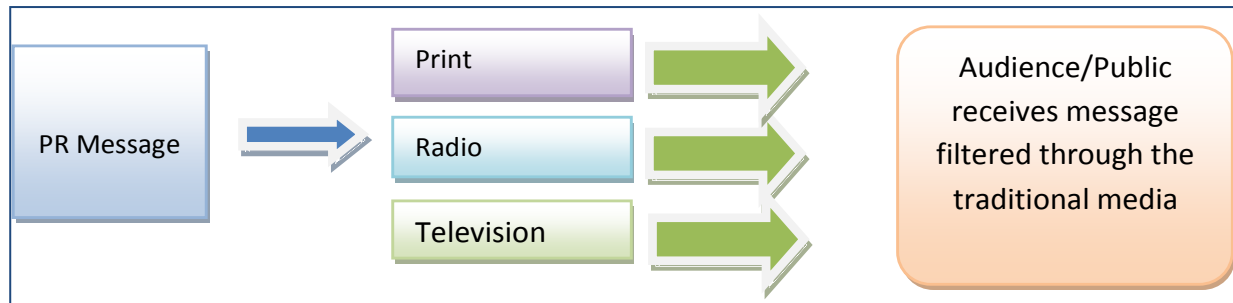 PR Message
Print
Radio
Television
Audience/Public
receives message
filtered through the
traditional media